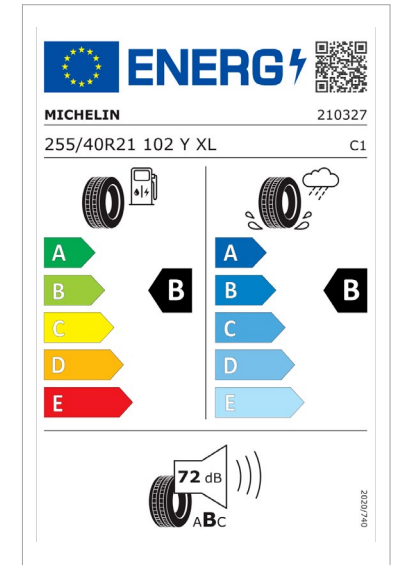 ENERG
MICHELIN 210327
255/40R21 102 Y XL C1
A A
B B B B
C C
D D
E E
72 dB
ABC
2020/740